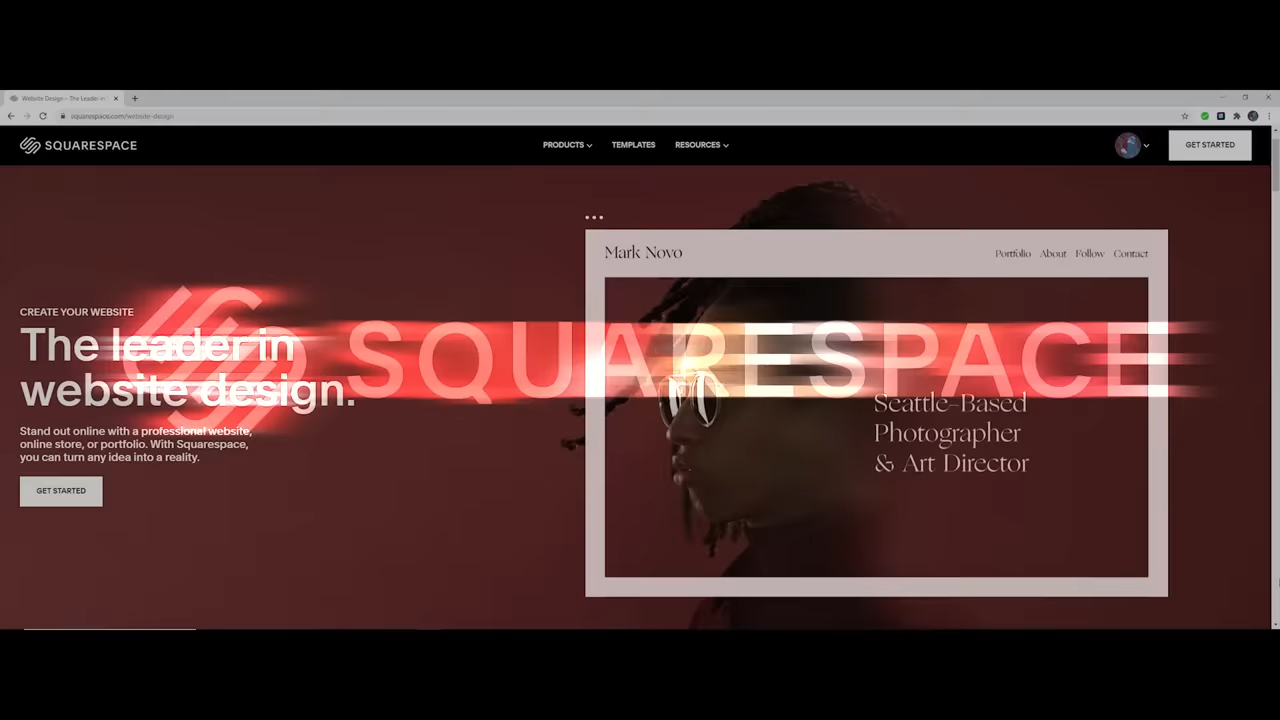 Website Design – The Leader in
squarespace.com/website-design
SQUARESPACE
PRODUCTS
TEMPLATES
RESOURCES
GET STARTED
Mark Novo
Portfolio About Follow Contact
CREATE YOUR WEBSITE
The leader in
website design.
SQUARESPACE
Stand out online with a professional website,
online store, or portfolio. With Squarespace,
you can turn any idea into a reality.
GET STARTED
Seattle–Based
Photographer
& Art Director